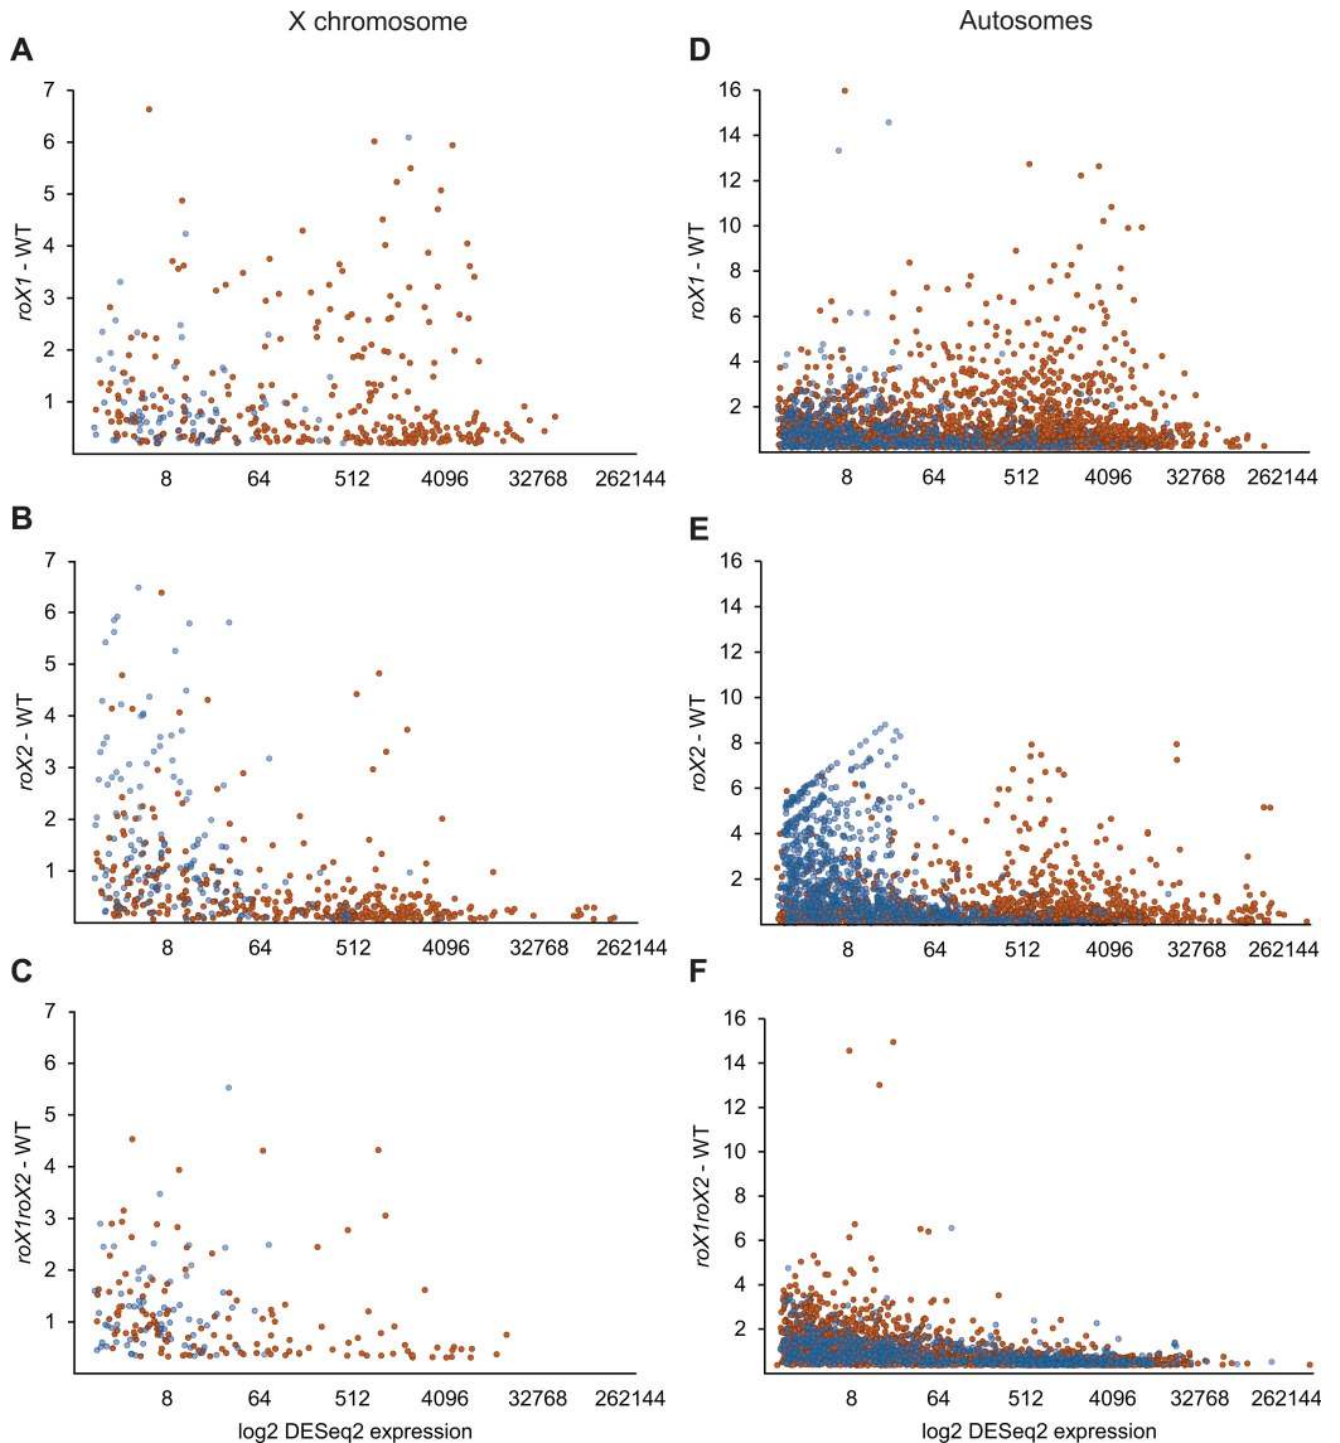 X chromosome
Autosomes
A
7
6
5
4
3
2
1
roX1 - WT
8 64 512 4096 32768 262144
D
16
14
12
10
8
6
4
2
roX1 - WT
8 64 512 4096 32768 262144
B
7
6
5
4
3
2
1
roX2 - WT
8 64 512 4096 32768 262144
E
16
14
12
10
8
6
4
2
roX2 - WT
8 64 512 4096 32768 262144
C
7
6
5
4
3
2
1
roX1roX2 - WT
8 64 512 4096 32768 262144
log2 DESeq2 expression
F
16
14
12
10
8
6
4
2
roX1roX2 - WT
8 64 512 4096 32768 262144
log2 DESeq2 expression